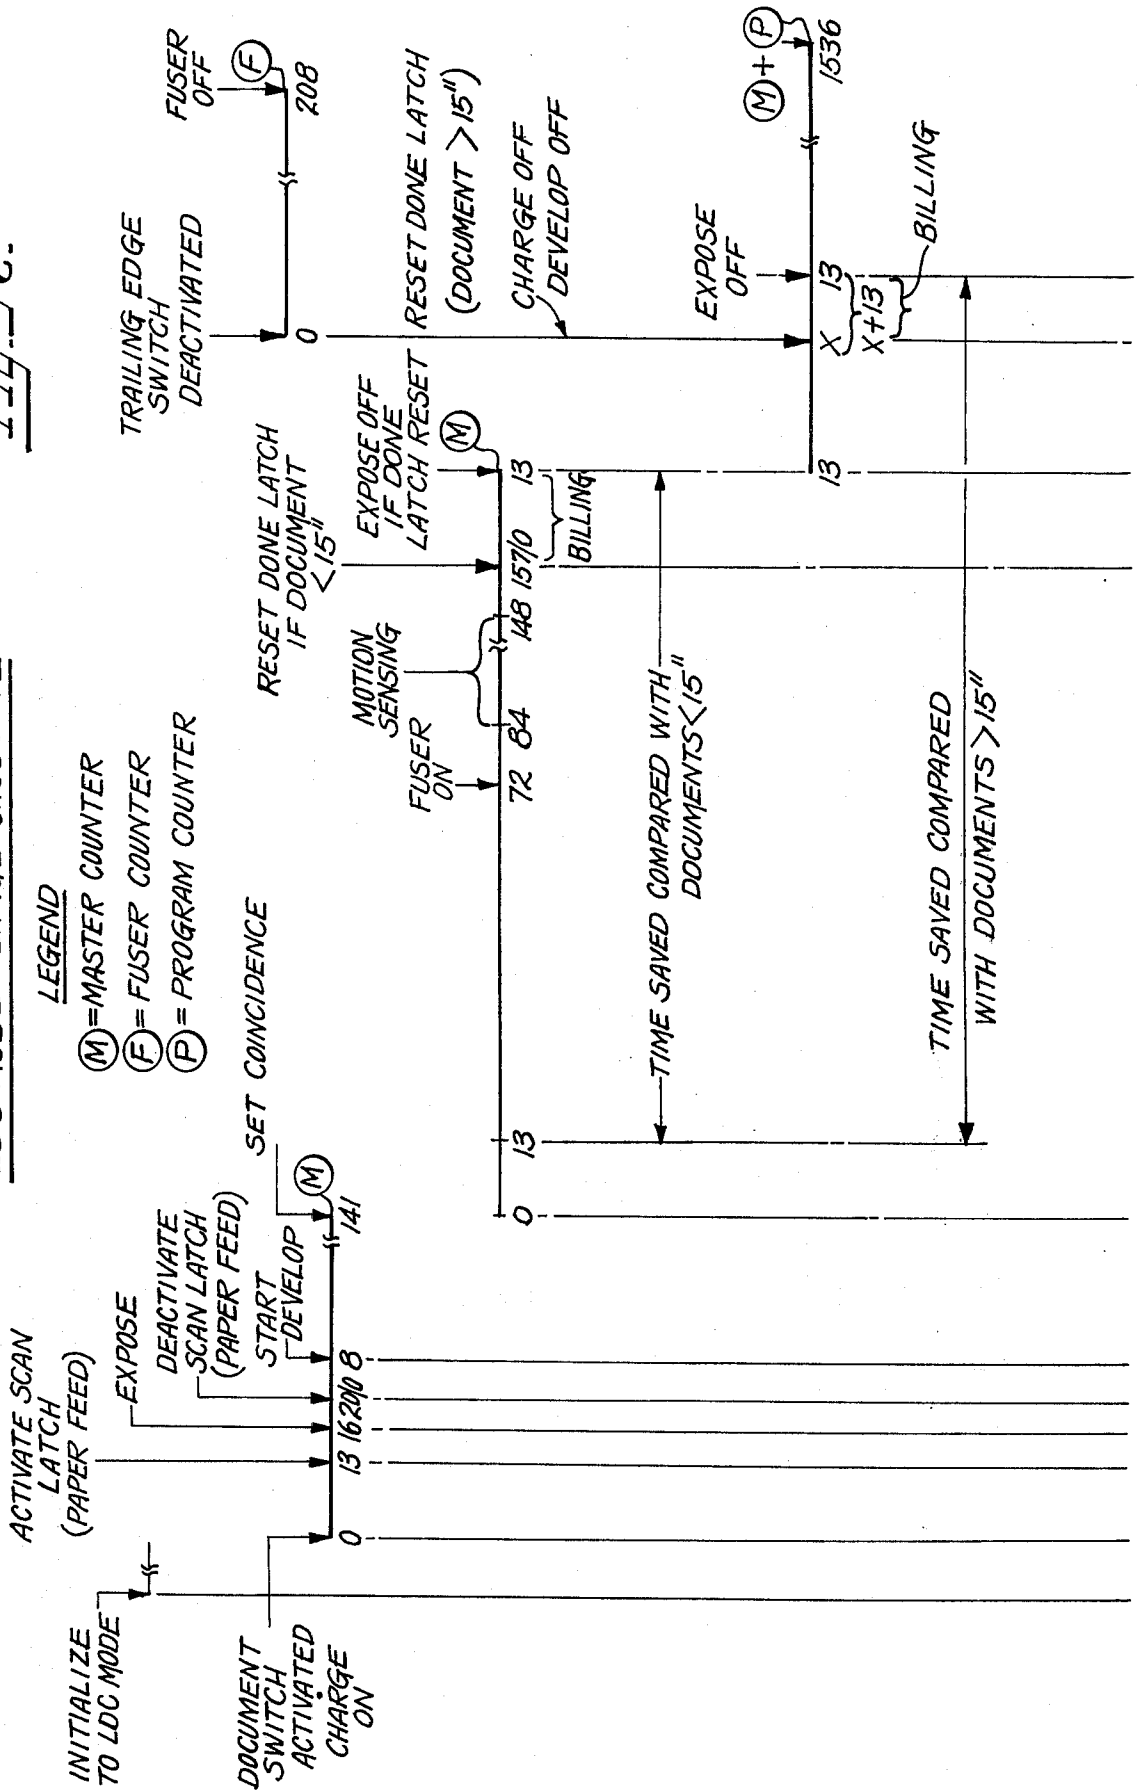 LEGEND
Ⓜ=MASTER COUNTER
Ⓕ=FUSER COUNTER
Ⓟ=PROGRAM COUNTER
INITIALIZE
TO LDC MODE
ACTIVATE SCAN
LATCH
(PAPER FEED)
EXPOSE
DEACTIVATE
SCAN LATCH
(PAPER FEED)
START
DEVELOP
SET COINCIDENCE
Ⓜ
DOCUMENT
SWITCH
ACTIVATED
CHARGE
ON
0 13 16 20/0 8 141
TRAILING EDGE
SWITCH
DEACTIVATED
FUSER
OFF
Ⓕ
0 208
RESET DONE LATCH
IF DOCUMENT
<15"
MOTION
SENSING
FUSER
ON
EXPOSE OFF
IF DONE
LATCH RESET
Ⓜ
0 13 72 84 148 157/0 13
BILLING
RESET DONE LATCH
(DOCUMENT >15")
CHARGE OFF
DEVELOP OFF
EXPOSE
OFF
Ⓜ+Ⓟ
13 X 13 1536
X+13
BILLING
TIME SAVED COMPARED WITH
DOCUMENTS<15"
TIME SAVED COMPARED
WITH DOCUMENTS >15"